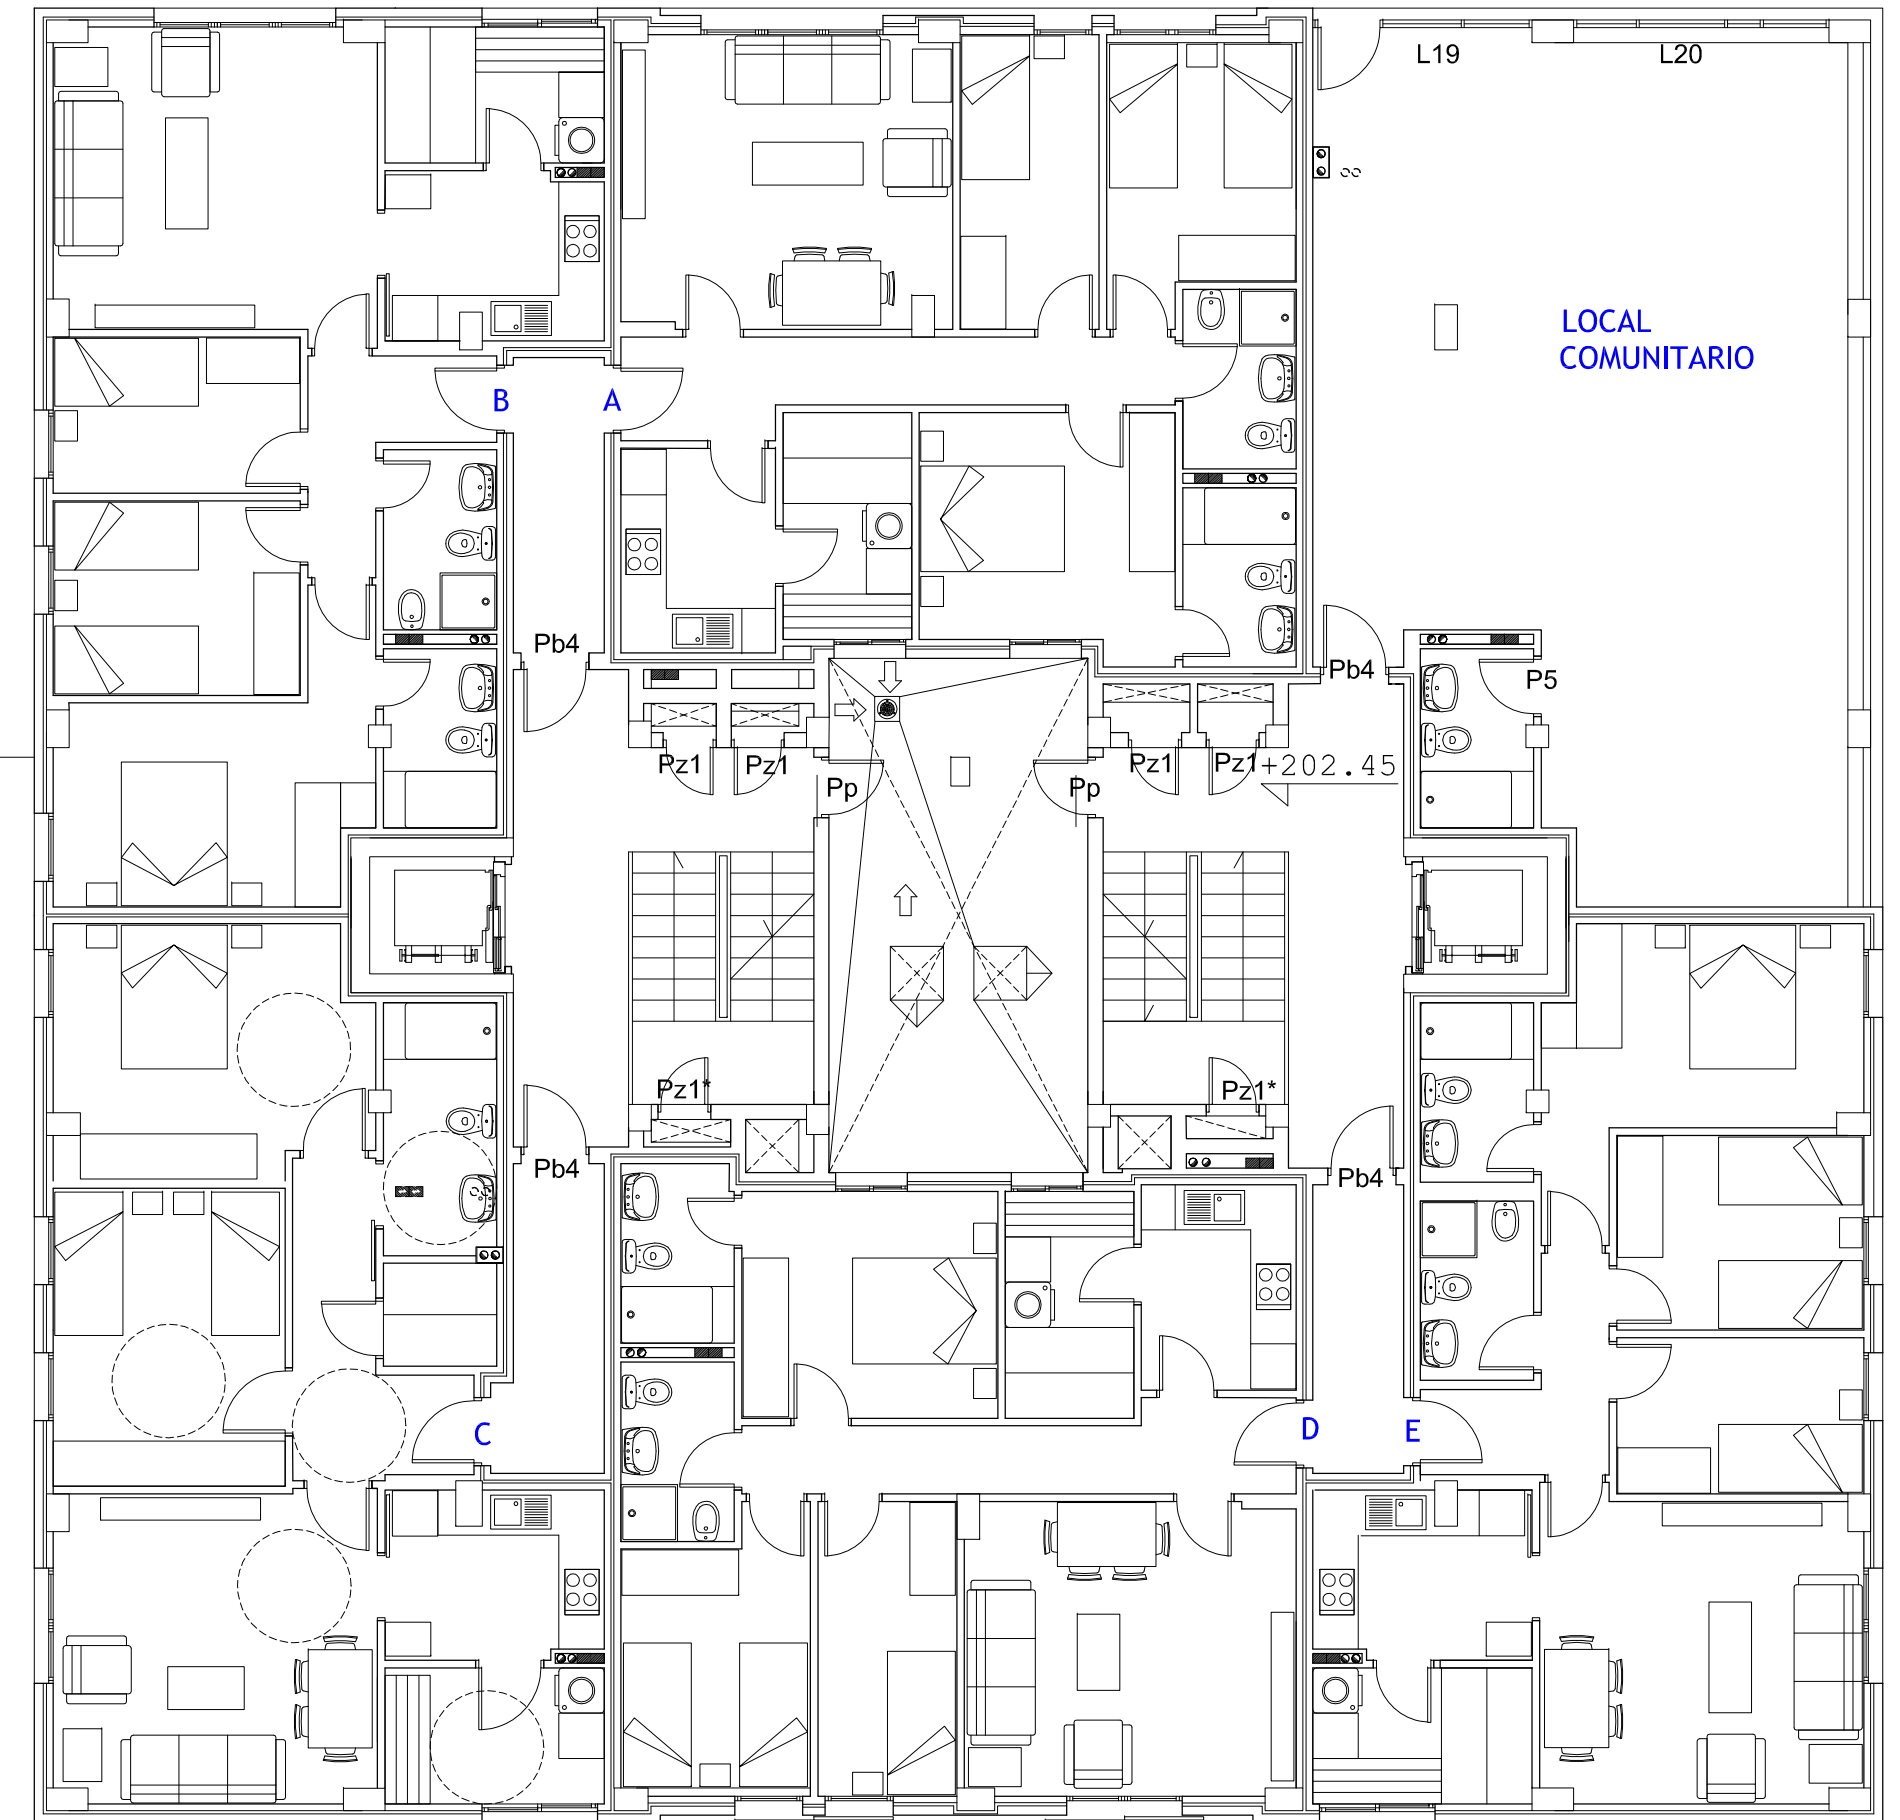 L19
L20
LOCAL
COMUNITARIO
B
A
Pb4
Pb4
P5
Pz1
Pz1
Pz1
Pz1
+202.45
Pp
Pp
Pz1*
Pz1*
Pb4
Pb4
C
D
E